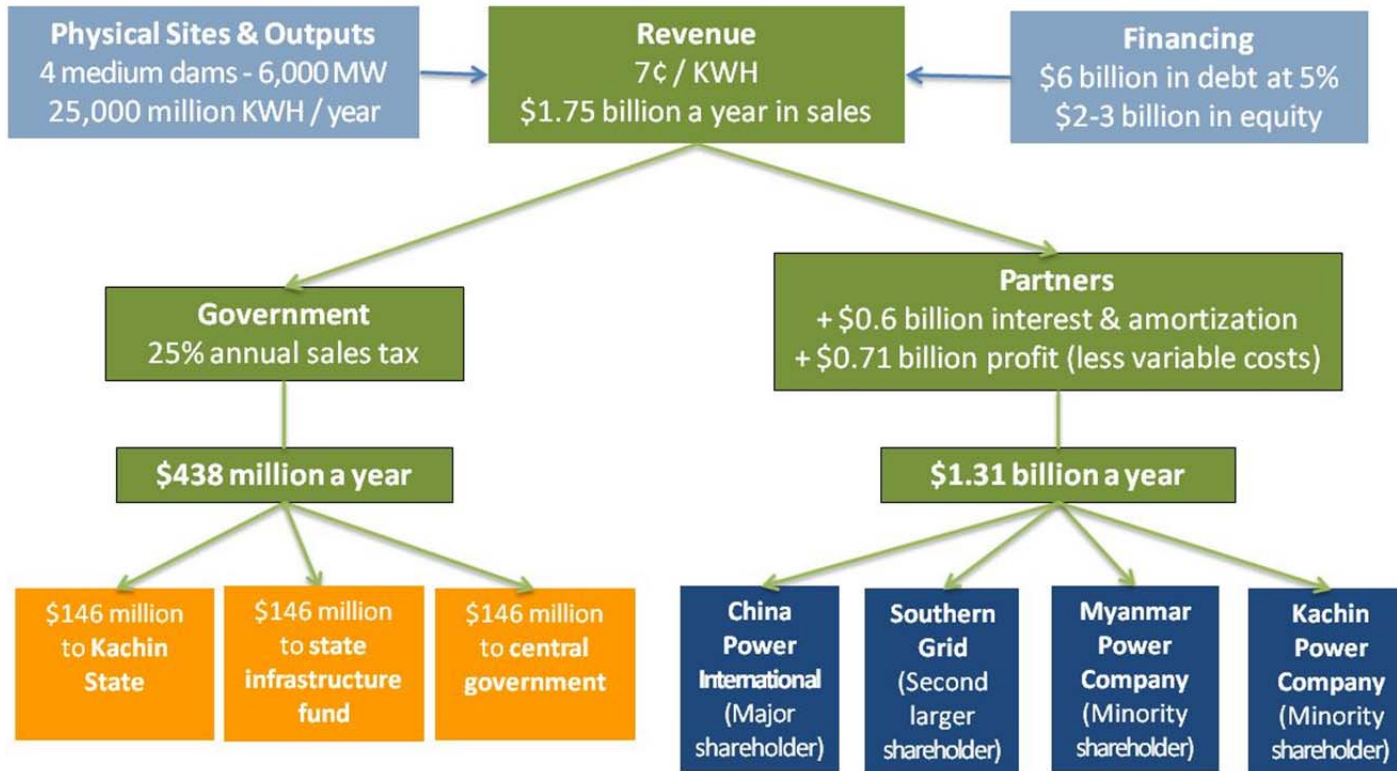 Physical Sites & Outputs
4 medium dams - 6,000 MW
25,000 million KWH / year
Revenue
7¢ / KWH
$1.75 billion a year in sales
Financing
$6 billion in debt at 5%
$2-3 billion in equity
Government
25% annual sales tax
Partners
+ $0.6 billion interest & amortization
+ $0.71 billion profit (less variable costs)
$438 million a year
$1.31 billion a year
$146 million
to Kachin
State
$146 million
to state
infrastructure
fund
$146 million
to central
government
China
Power
International
(Major
shareholder)
Southern
Grid
(Second
larger
shareholder)
Myanmar
Power
Company
(Minority
shareholder)
Kachin
Power
Company
(Minority
shareholder)